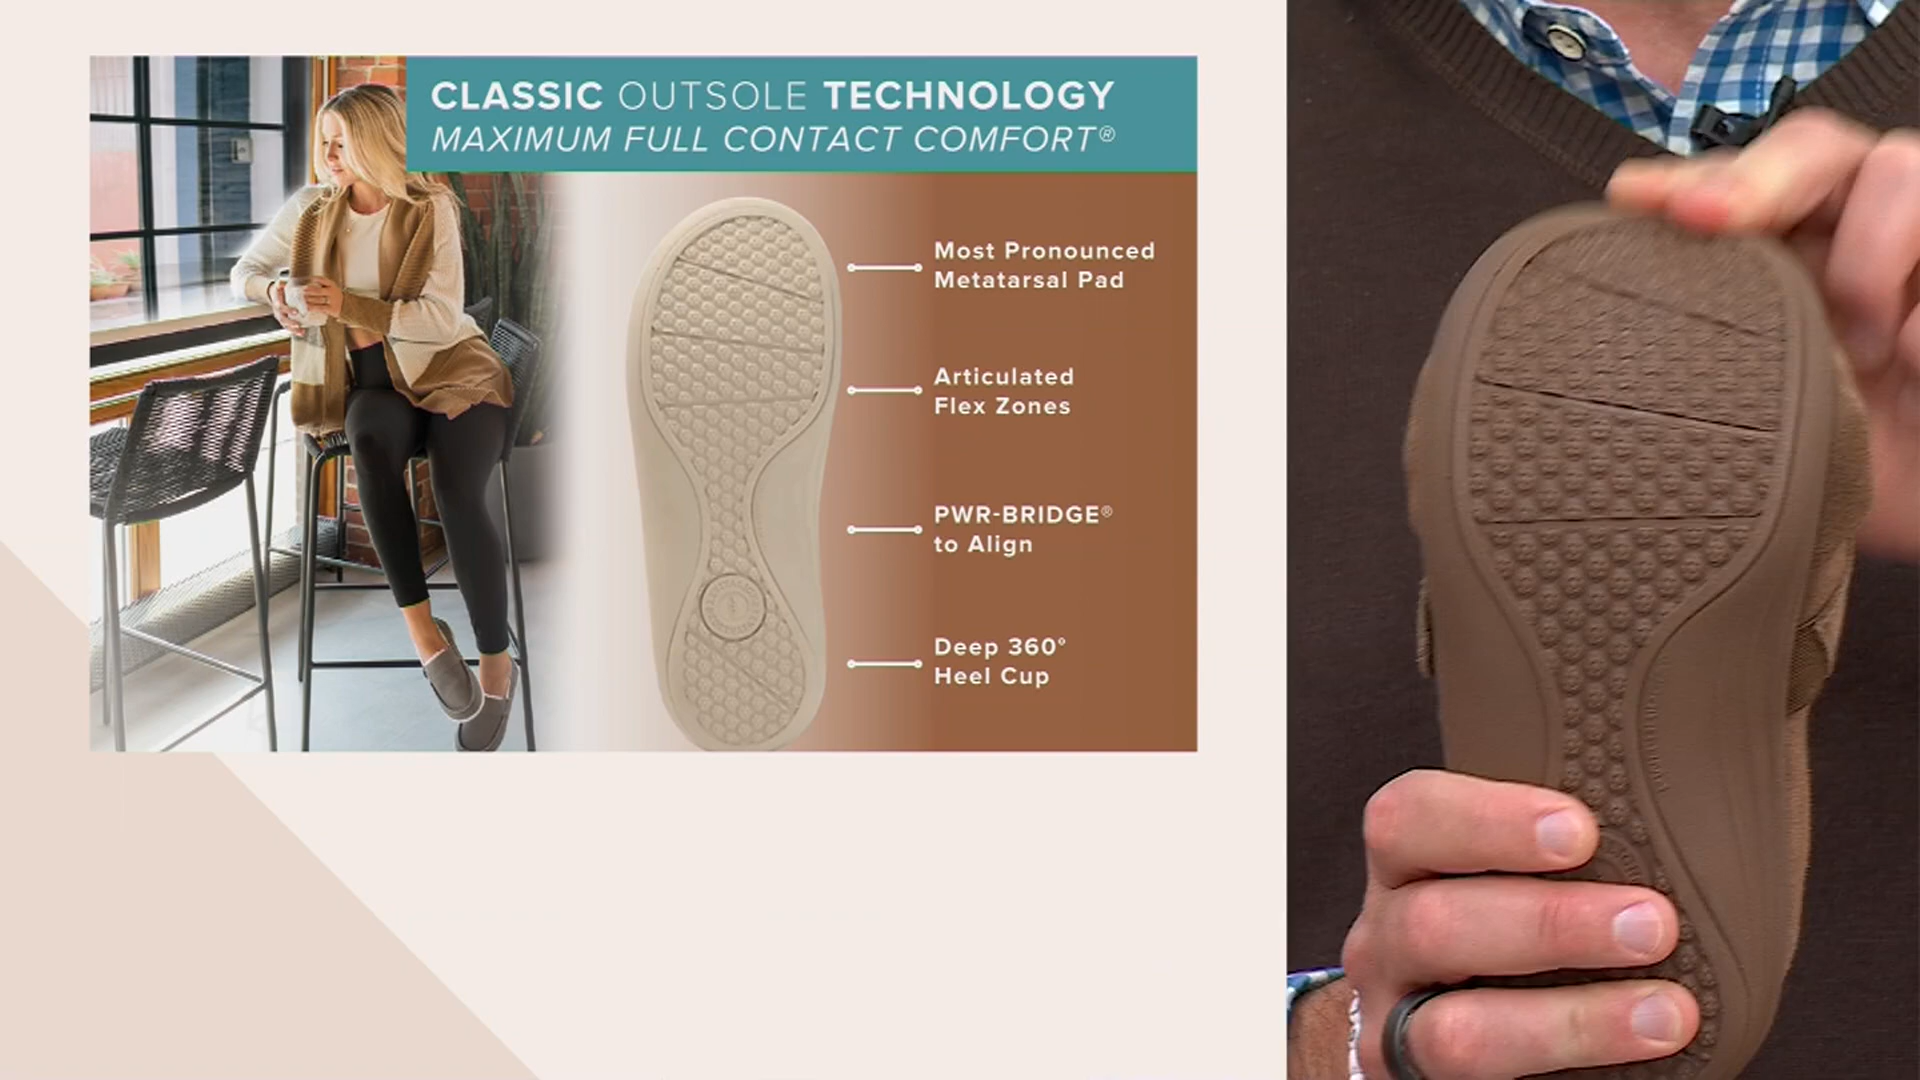 CLASSIC OUTSOLE TECHNOLOGY
MAXIMUM FULL CONTACT COMFORT®
Most Pronounced
Metatarsal Pad
Articulated
Flex Zones
PWR-BRIDGE®
to Align
Deep 360°
Heel Cup